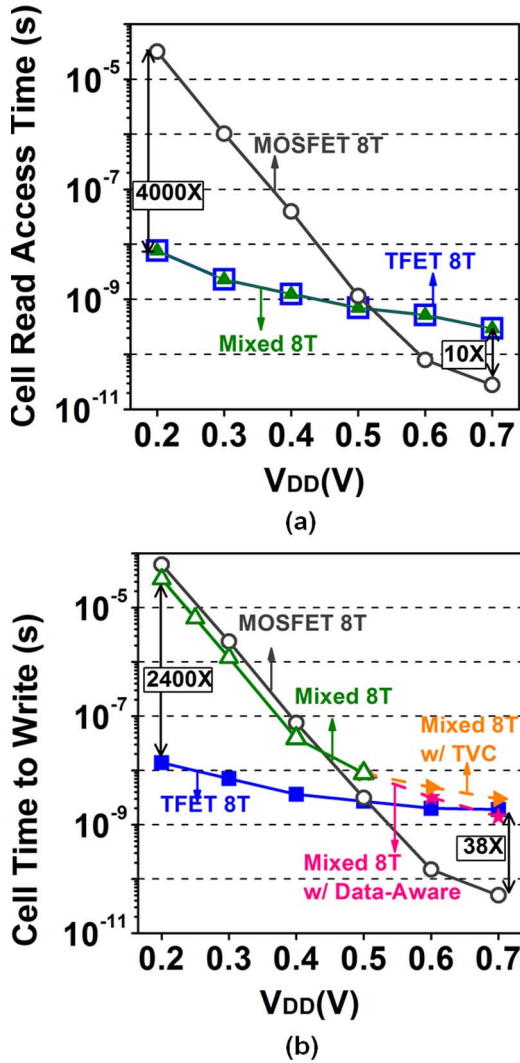 Cell Read Access Time (s)
10⁻⁵
10⁻⁷
10⁻⁹
10⁻¹¹
MOSFET 8T
4000X
TFET 8T
Mixed 8T
10X
0.2 0.3 0.4 0.5 0.6 0.7
VDD(V)
(a)
Cell Time to Write (s)
10⁻⁵
10⁻⁷
10⁻⁹
10⁻¹¹
MOSFET 8T
2400X
Mixed 8T
Mixed 8T
w/ TVC
TFET 8T
Mixed 8T
w/ Data-Aware
38X
0.2 0.3 0.4 0.5 0.6 0.7
VDD(V)
(b)